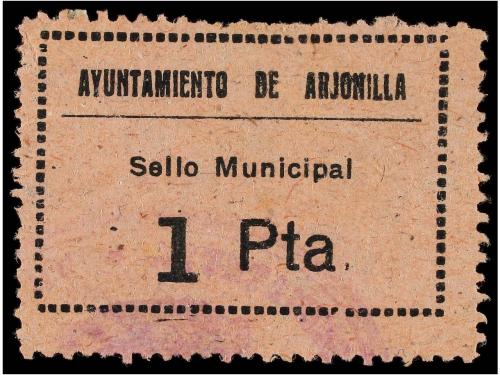 AYUNTAMIENTO DE ARJONILLA
Sello Municipal
1 Pta.